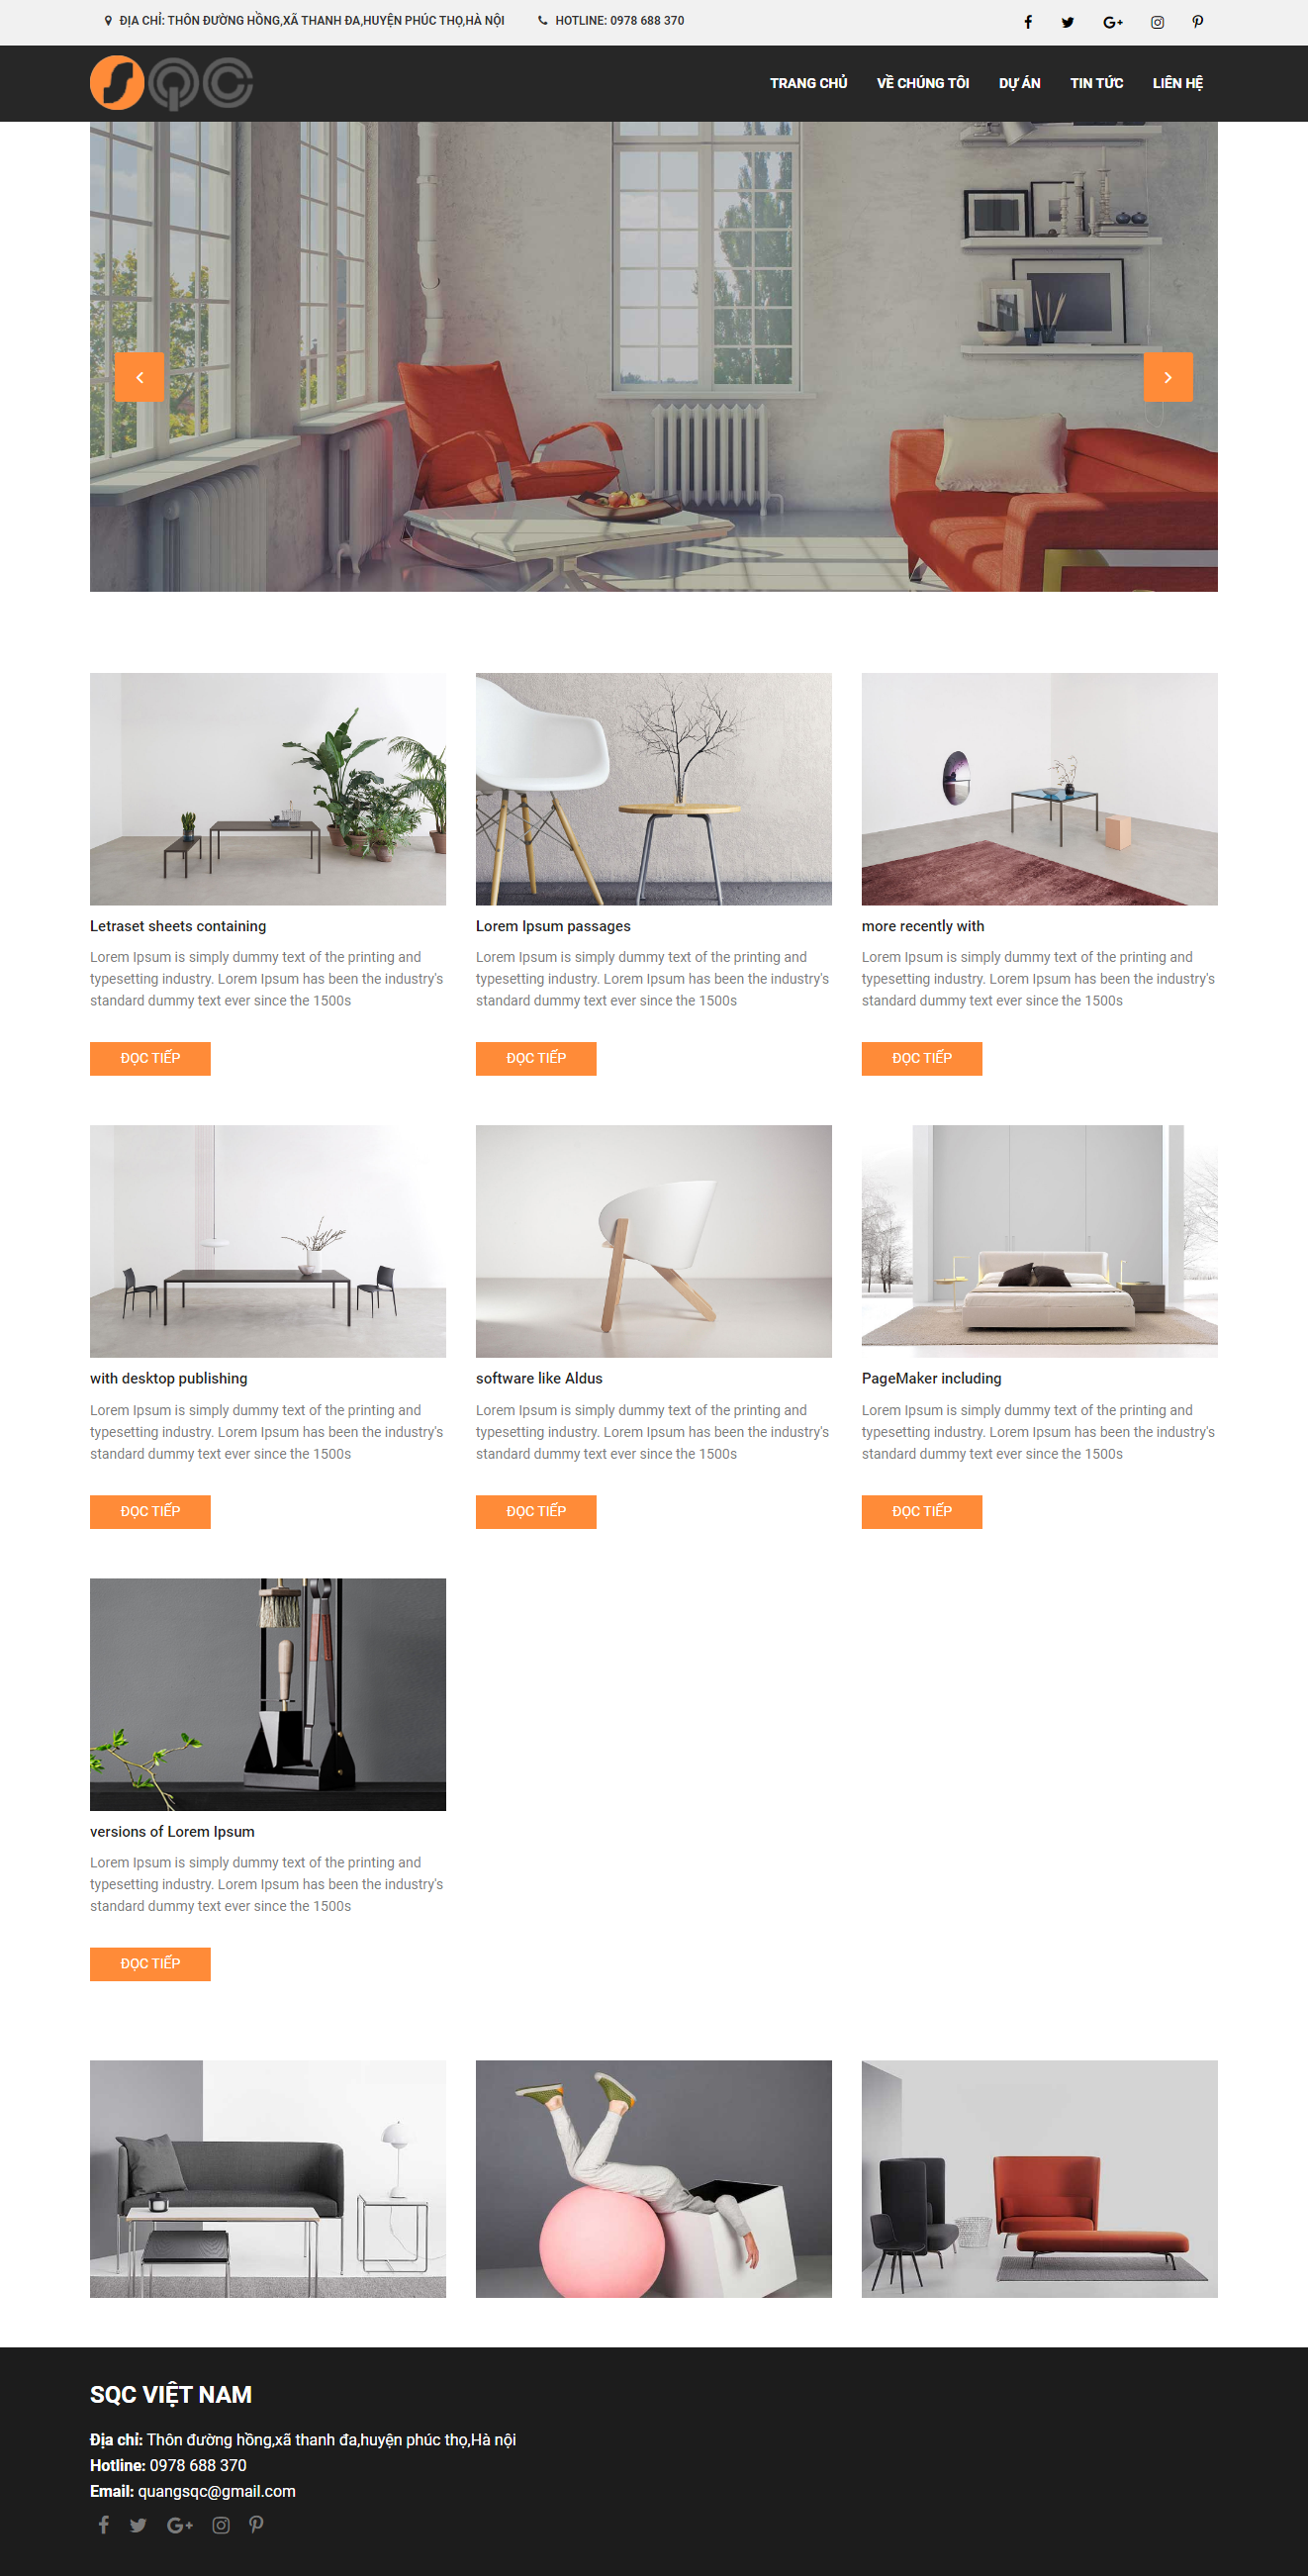 ĐỊA CHỈ: THÔN ĐƯỜNG HỒNG,XÃ THANH ĐA,HUYỆN PHÚC THỌ,HÀ NỘI HOTLINE: 0978 688 370
SQC TRANG CHỦ VỀ CHÚNG TÔI DỰ ÁN TIN TỨC LIÊN HỆ
Letraset sheets containing
Lorem Ipsum is simply dummy text of the printing and
typesetting industry. Lorem Ipsum has been the industry's
standard dummy text ever since the 1500s
ĐỌC TIẾP
Lorem Ipsum passages
Lorem Ipsum is simply dummy text of the printing and
typesetting industry. Lorem Ipsum has been the industry's
standard dummy text ever since the 1500s
ĐỌC TIẾP
more recently with
Lorem Ipsum is simply dummy text of the printing and
typesetting industry. Lorem Ipsum has been the industry's
standard dummy text ever since the 1500s
ĐỌC TIẾP
with desktop publishing
Lorem Ipsum is simply dummy text of the printing and
typesetting industry. Lorem Ipsum has been the industry's
standard dummy text ever since the 1500s
ĐỌC TIẾP
software like Aldus
Lorem Ipsum is simply dummy text of the printing and
typesetting industry. Lorem Ipsum has been the industry's
standard dummy text ever since the 1500s
ĐỌC TIẾP
PageMaker including
Lorem Ipsum is simply dummy text of the printing and
typesetting industry. Lorem Ipsum has been the industry's
standard dummy text ever since the 1500s
ĐỌC TIẾP
versions of Lorem Ipsum
Lorem Ipsum is simply dummy text of the printing and
typesetting industry. Lorem Ipsum has been the industry's
standard dummy text ever since the 1500s
ĐỌC TIẾP
SQC VIỆT NAM
Địa chỉ: Thôn đường hồng,xã thanh đa,huyện phúc thọ,Hà nội
Hotline: 0978 688 370
Email: quangsqc@gmail.com